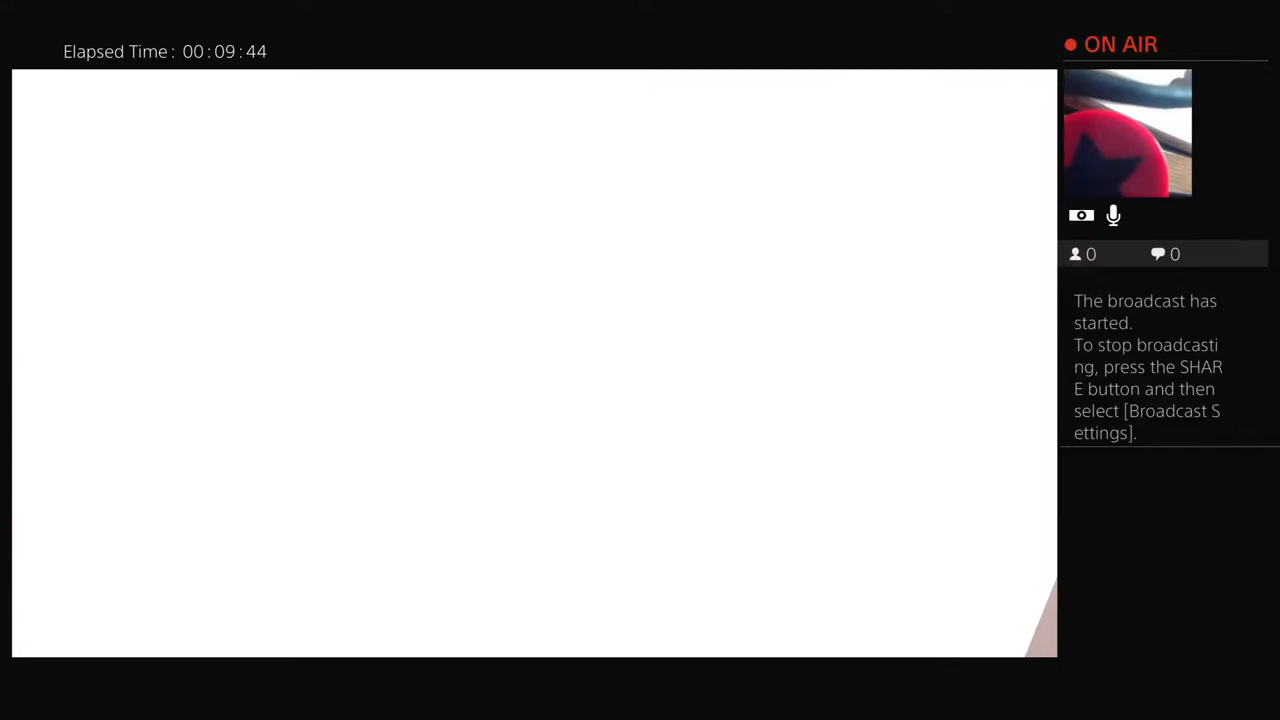 Elapsed Time: 00:09:44
ON AIR
0 0
The broadcast has
started.
To stop broadcasti
ng, press the SHAR
E button and then
select [Broadcast S
ettings].